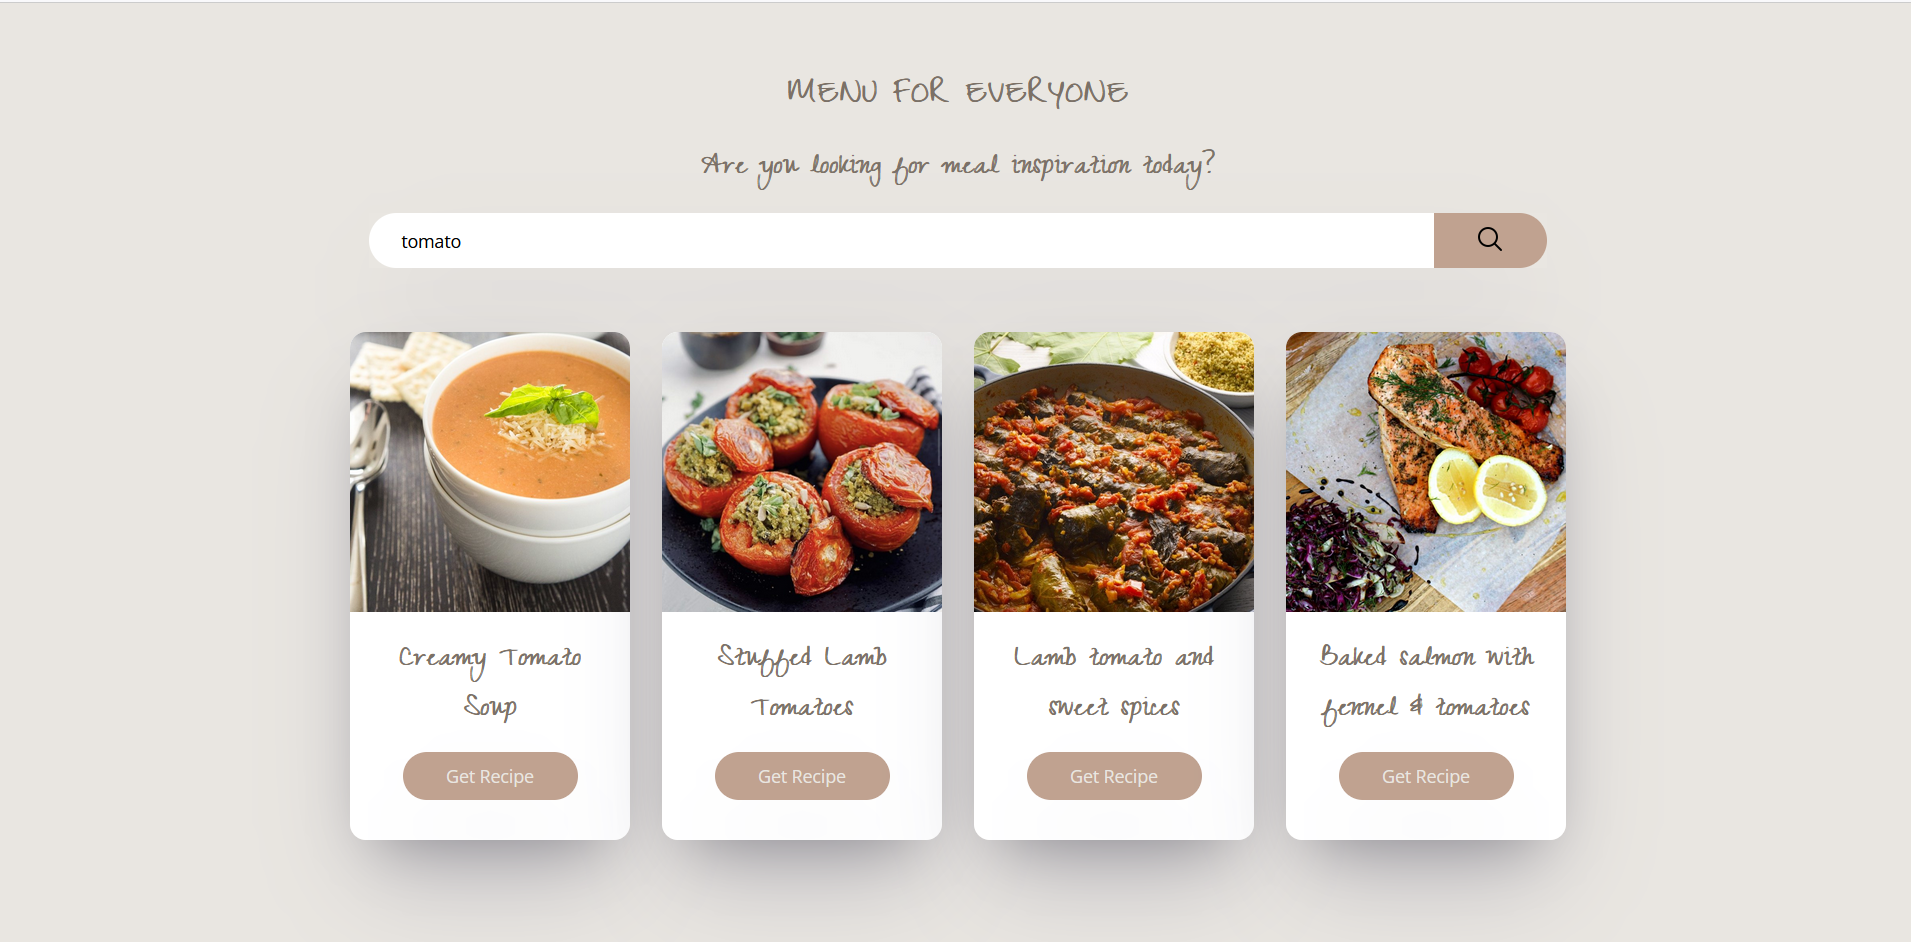 MENU FOR EVERYONE
Are you looking for meal inspiration today?
tomato
Creamy Tomato
Soup
Get Recipe
Stuffed Lamb
Tomatoes
Get Recipe
Lamb tomato and
sweet spices
Get Recipe
Baked salmon with
fennel & tomatoes
Get Recipe